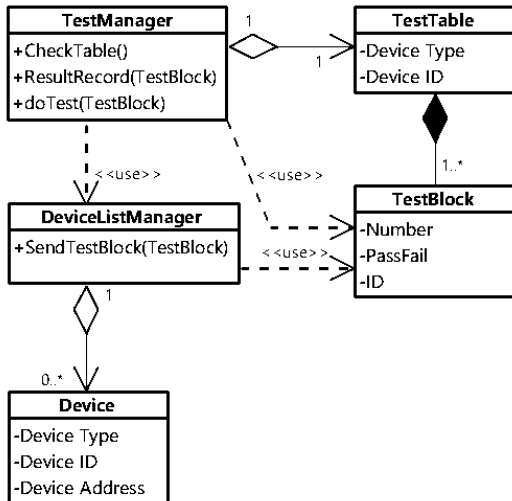 TestManager
+CheckTable()
+ResultRecord(TestBlock)
+doTest(TestBlock)
1
1
TestTable
-Device Type
-Device ID
<<use>>
<<use>>
1..*
DeviceListManager
+SendTestBlock(TestBlock)
<<use>>
TestBlock
-Number
-PassFail
-ID
1
0..*
Device
-Device Type
-Device ID
-Device Address